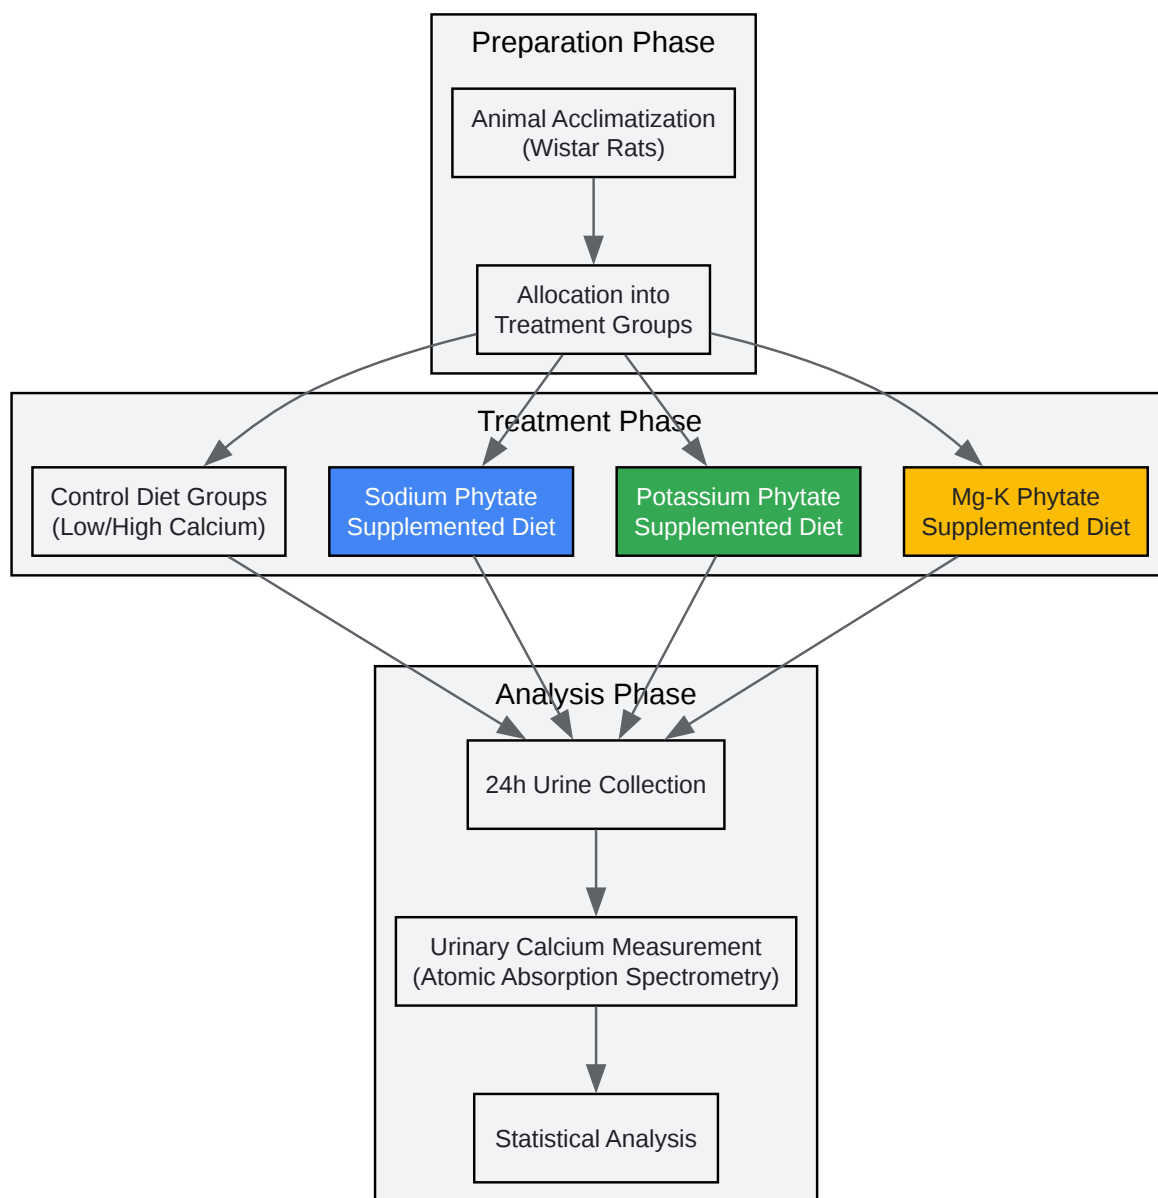 Preparation Phase
Animal Acclimatization
(Wistar Rats)
Allocation into
Treatment Groups
Treatment Phase
Control Diet Groups
(Low/High Calcium)
Sodium Phytate
Supplemented Diet
Potassium Phytate
Supplemented Diet
Mg-K Phytate
Supplemented Diet
Analysis Phase
24h Urine Collection
Urinary Calcium Measurement
(Atomic Absorption Spectrometry)
Statistical Analysis